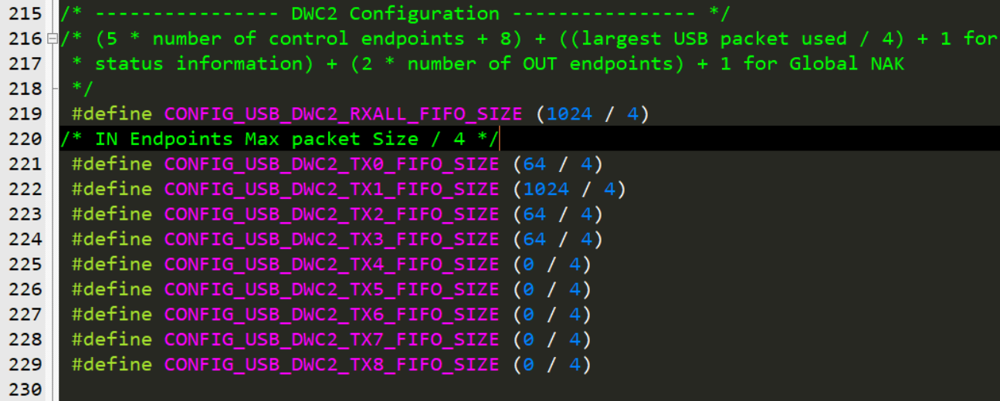 215 /* ---------------- DWC2 Configuration ---------------- */
216 /* (5 * number of control endpoints + 8) + ((largest USB packet used / 4) + 1 for
217  * status information) + (2 * number of OUT endpoints) + 1 for Global NAK
218  */
219 #define CONFIG_USB_DWC2_RXALL_FIFO_SIZE (1024 / 4)
220 /* IN Endpoints Max packet Size / 4 */
221 #define CONFIG_USB_DWC2_TX0_FIFO_SIZE (64 / 4)
222 #define CONFIG_USB_DWC2_TX1_FIFO_SIZE (1024 / 4)
223 #define CONFIG_USB_DWC2_TX2_FIFO_SIZE (64 / 4)
224 #define CONFIG_USB_DWC2_TX3_FIFO_SIZE (64 / 4)
225 #define CONFIG_USB_DWC2_TX4_FIFO_SIZE (0 / 4)
226 #define CONFIG_USB_DWC2_TX5_FIFO_SIZE (0 / 4)
227 #define CONFIG_USB_DWC2_TX6_FIFO_SIZE (0 / 4)
228 #define CONFIG_USB_DWC2_TX7_FIFO_SIZE (0 / 4)
229 #define CONFIG_USB_DWC2_TX8_FIFO_SIZE (0 / 4)
230